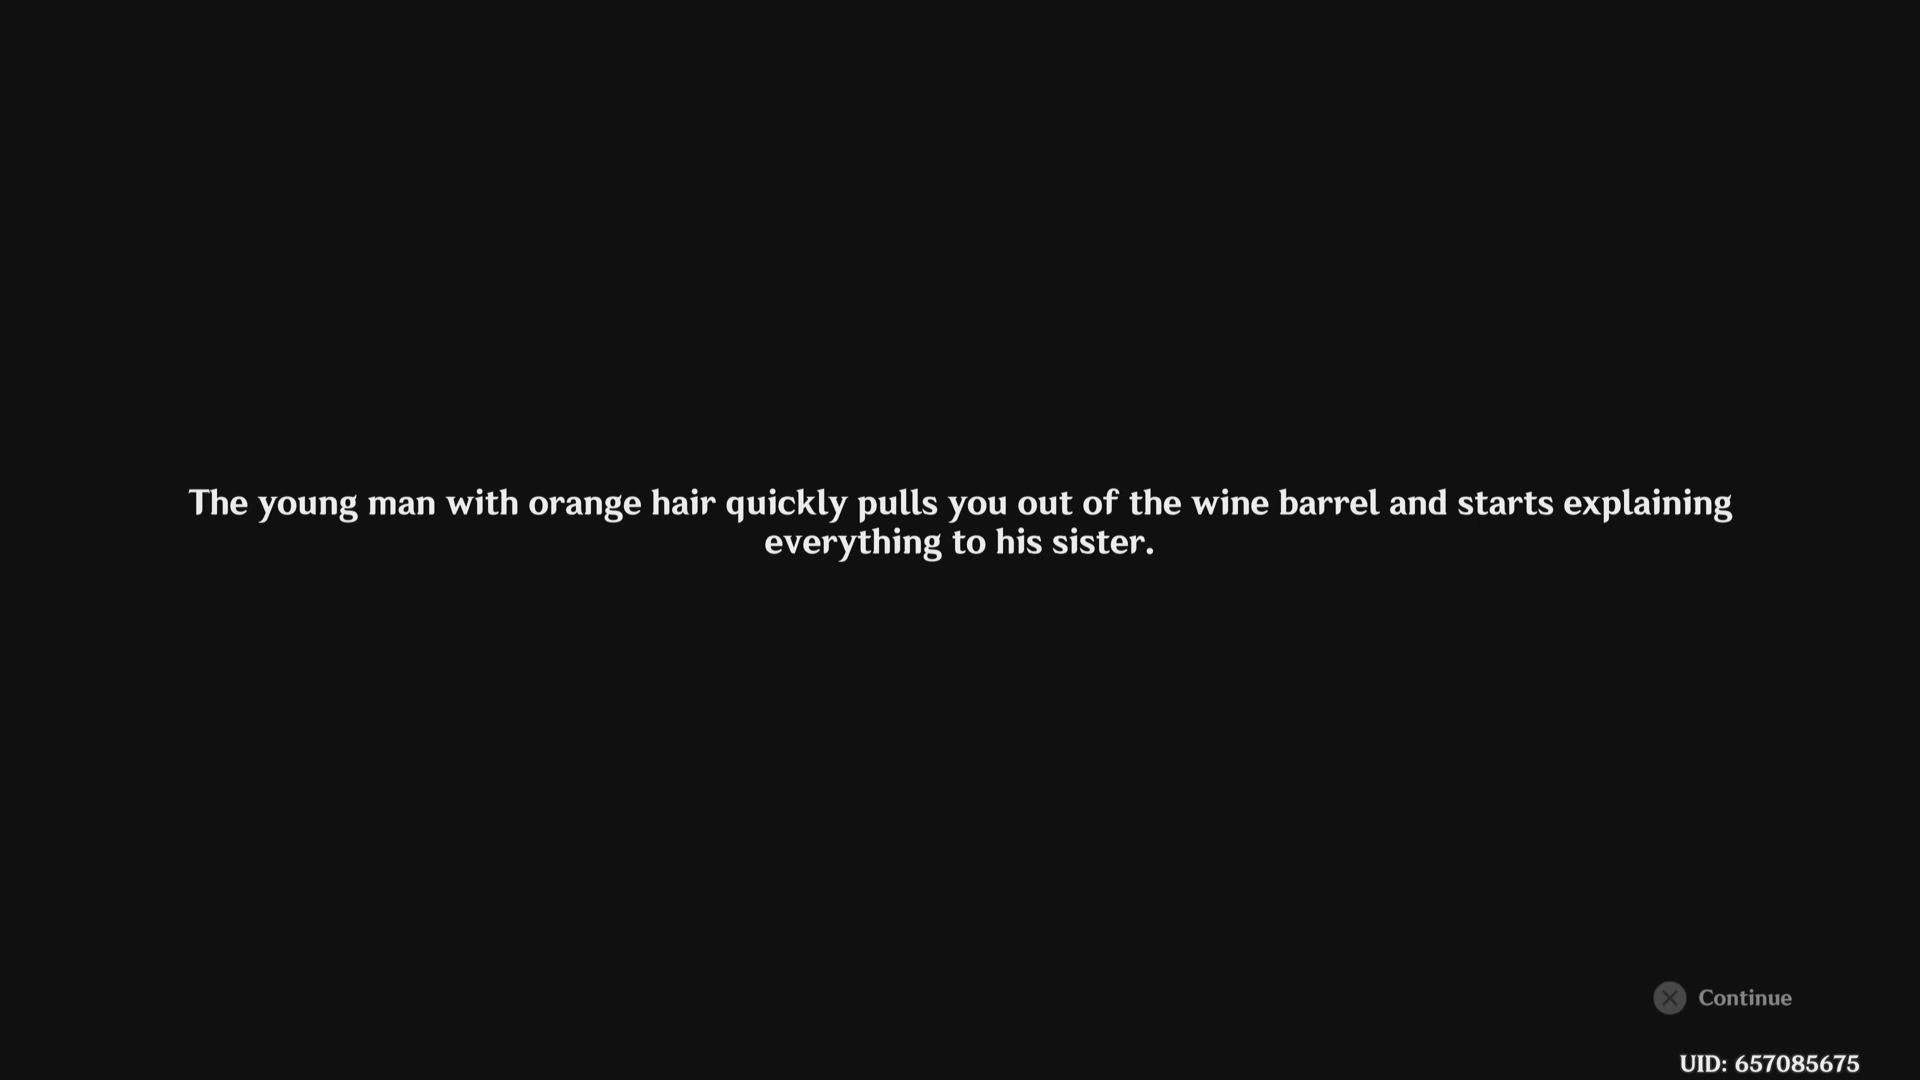 The young man with orange hair quickly pulls you out of the wine barrel and starts explaining
everything to his sister.
Continue
UID: 657085675